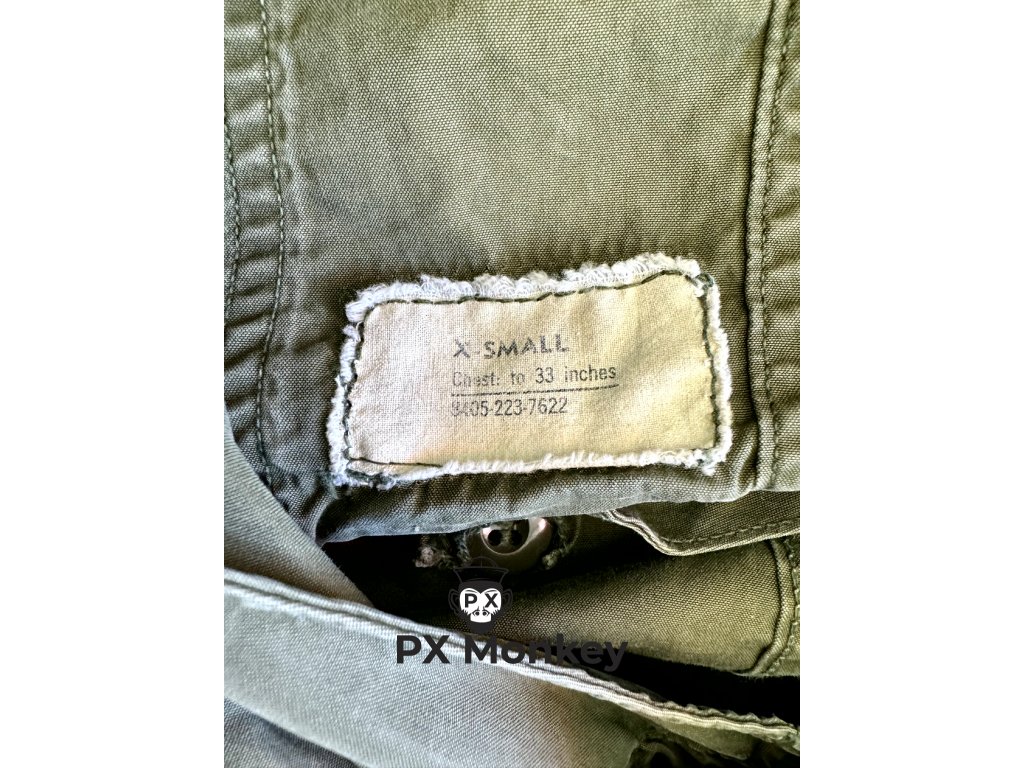 X-SMALL
Chest: to 33 inches
8405-223-7622
PX
PX Monkey